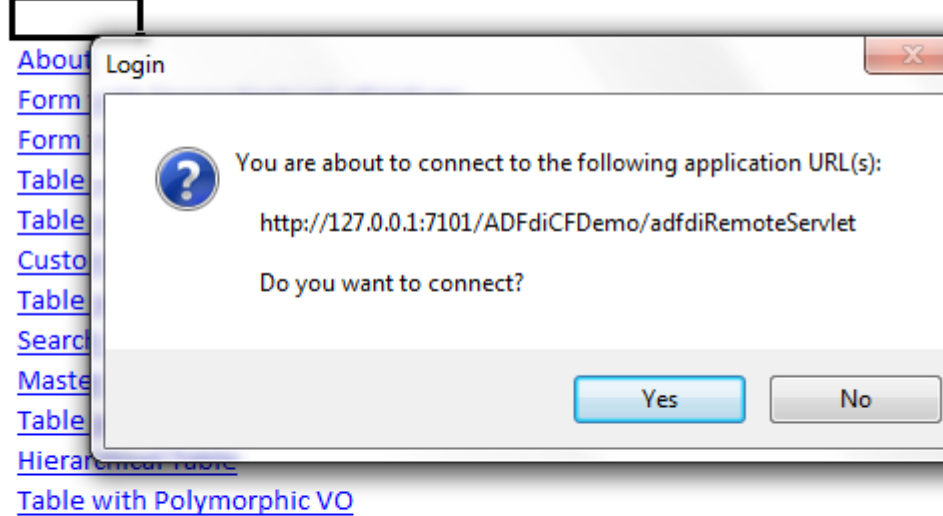 About
Login
Form
Form
You are about to connect to the following application URL(s):
Table
http://127.0.0.1:7101/ADFdiCFDemo/adfdiRemoteServlet
Table
Custo
Do you want to connect?
Table
Search
Maste
Yes No
Table
Hierarchical Table
Table with Polymorphic VO